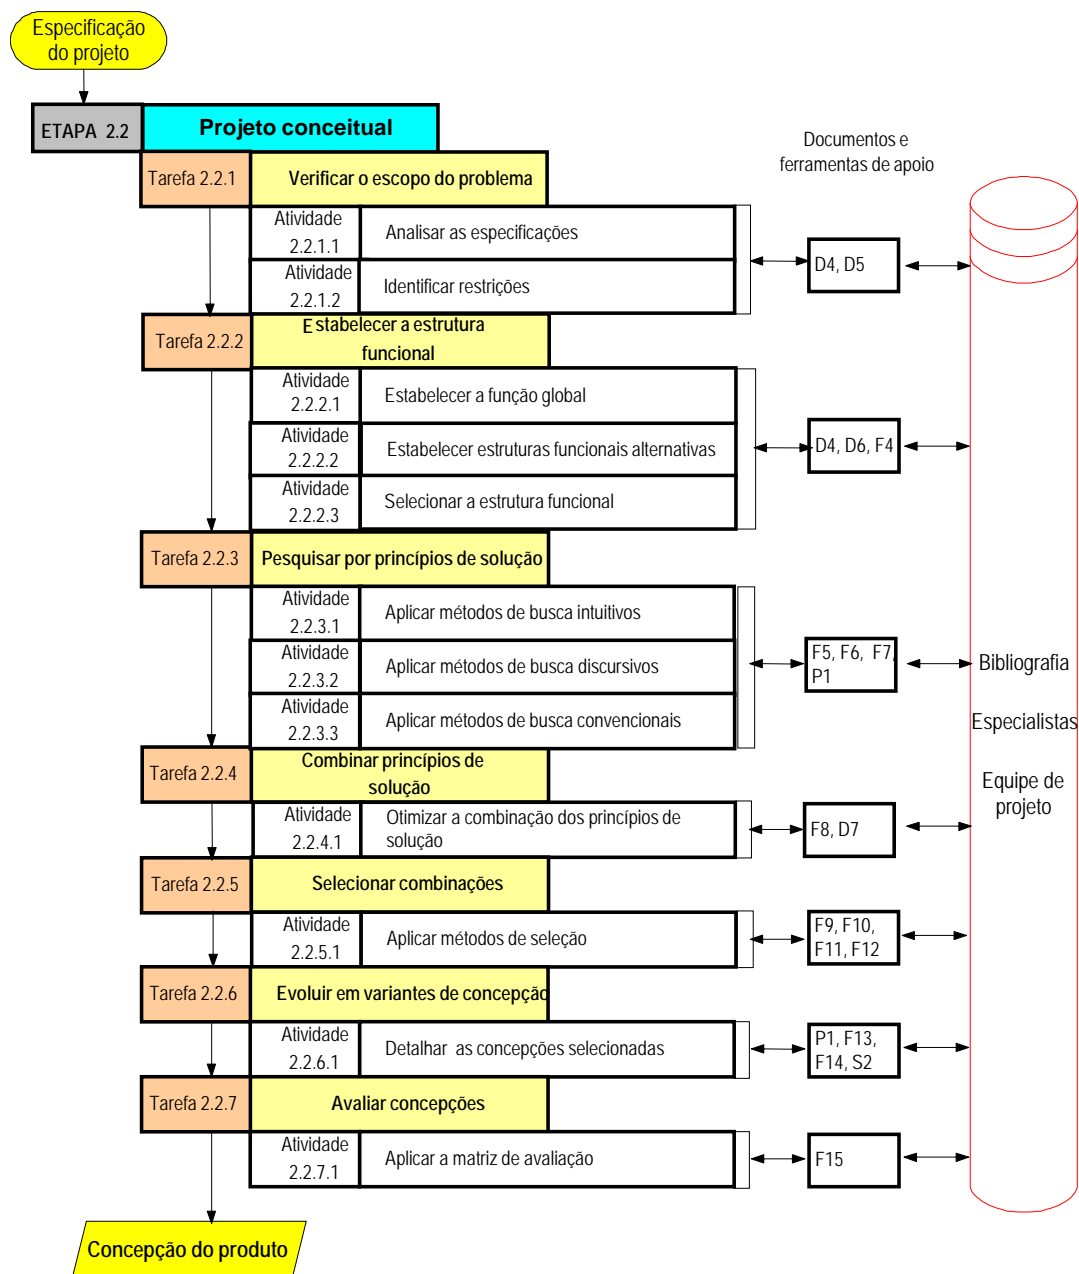 Especificação
do projeto
ETAPA 2.2
Projeto conceitual
Documentos e
ferramentas de apoio
Tarefa 2.2.1
Verificar o escopo do problema
Atividade
2.2.1.1
Analisar as especificações
D4, D5
Atividade
2.2.1.2
Identificar restrições
Tarefa 2.2.2
Estabelecer a estrutura
funcional
Atividade
2.2.2.1
Estabelecer a função global
Atividade
2.2.2.2
Estabelecer estruturas funcionais alternativas
D4, D6, F4
Atividade
2.2.2.3
Selecionar a estrutura funcional
Tarefa 2.2.3
Pesquisar por princípios de solução
Atividade
2.2.3.1
Aplicar métodos de busca intuitivos
Atividade
2.2.3.2
Aplicar métodos de busca discursivos
F5, F6, F7,
P1
Bibliografia
Especialistas
Equipe de
projeto
Atividade
2.2.3.3
Aplicar métodos de busca convencionais
Tarefa 2.2.4
Combinar princípios de
solução
Atividade
2.2.4.1
Otimizar a combinação dos princípios de
solução
F8, D7
Tarefa 2.2.5
Selecionar combinações
Atividade
2.2.5.1
Aplicar métodos de seleção
F9, F10,
F11, F12
Tarefa 2.2.6
Evoluir em variantes de concepção
Atividade
2.2.6.1
Detalhar as concepções selecionadas
P1, F13,
F14, S2
Tarefa 2.2.7
Avaliar concepções
Atividade
2.2.7.1
Aplicar a matriz de avaliação
F15
Concepção do produto